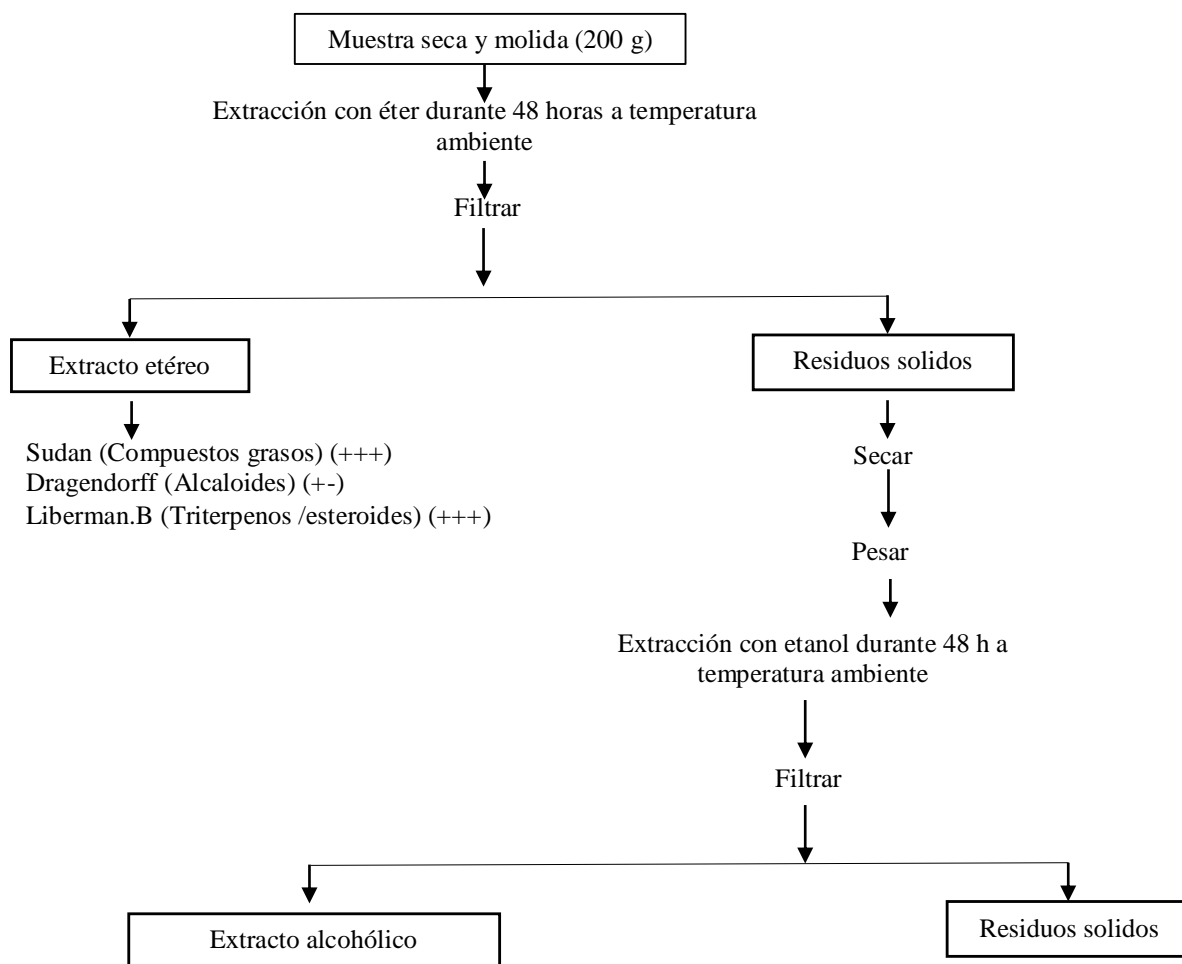 Muestra seca y molida (200 g)
Extracción con éter durante 48 horas a temperatura
ambiente
Filtrar
Extracto etéreo
Residuos solidos
Sudan (Compuestos grasos) (+++)
Dragendorff (Alcaloides) (+-)
Liberman.B (Triterpenos /esteroides) (+++)
Secar
Pesar
Extracción con etanol durante 48 h a
temperatura ambiente
Filtrar
Extracto alcohólico
Residuos solidos